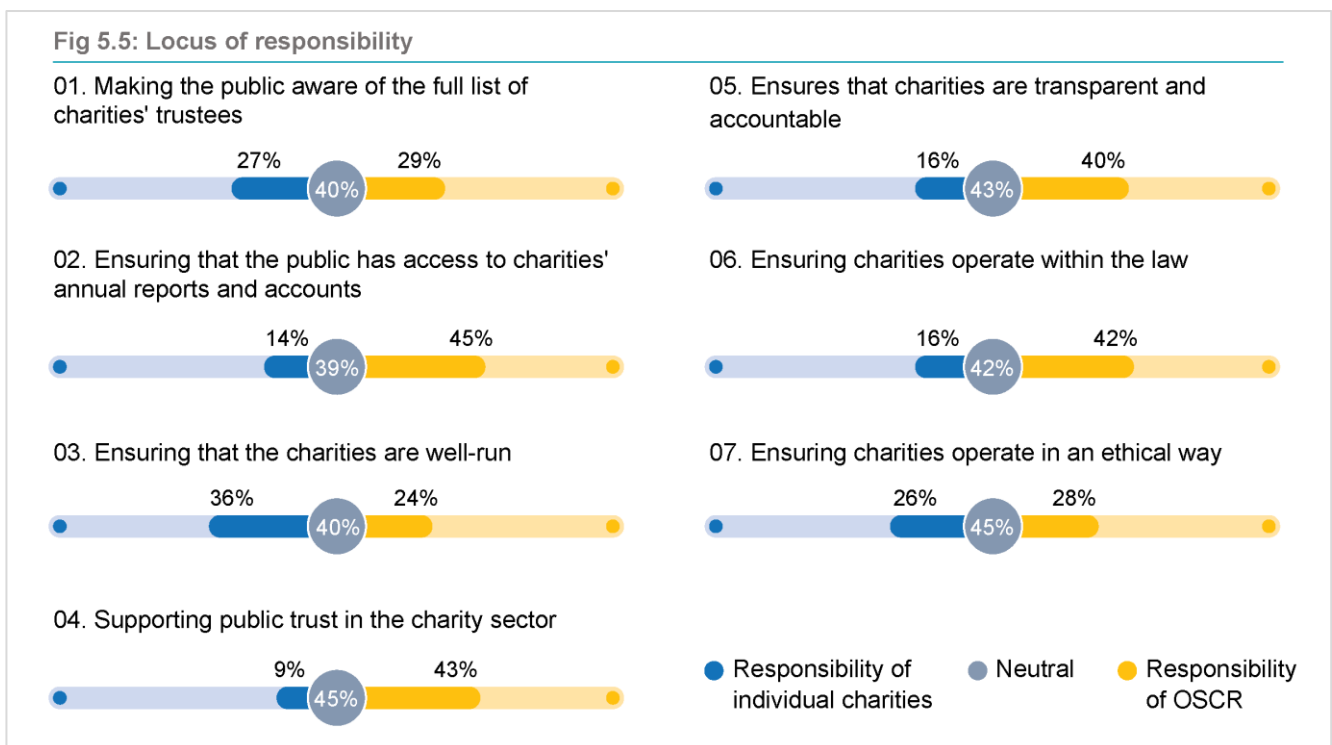 Fig 5.5: Locus of responsibility
01. Making the public aware of the full list of
charities' trustees
27%
29%
40%
02. Ensuring that the public has access to charities'
annual reports and accounts
14%
45%
39%
03. Ensuring that the charities are well-run
36%
24%
40%
04. Supporting public trust in the charity sector
9%
43%
45%
05. Ensures that charities are transparent and
accountable
16%
40%
43%
06. Ensuring charities operate within the law
16%
42%
42%
07. Ensuring charities operate in an ethical way
26%
28%
45%
Responsibility of
individual charities
Neutral
Responsibility
of OSCR